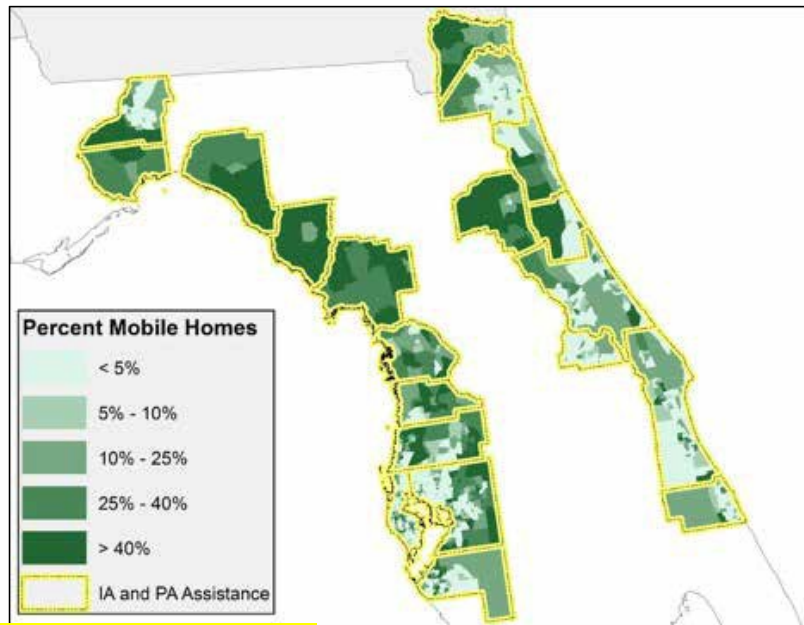 Percent Mobile Homes
< 5%
5% - 10%
10% - 25%
25% - 40%
> 40%
IA and PA Assistance